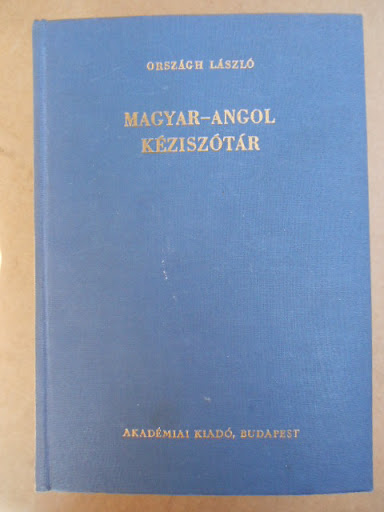 ORSZÁGH LÁSZLÓ
MAGYAR–ANGOL
KÉZISZÓTÁR
AKADÉMIAI KIADÓ, BUDAPEST